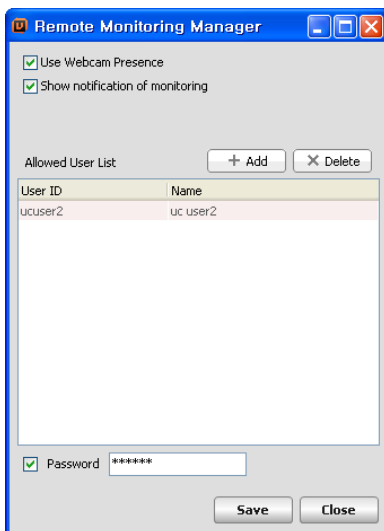 Remote Monitoring Manager
Use Webcam Presence
Show notification of monitoring
Allowed User List
Add
Delete
User ID Name
ucuser2 uc user2
Password ******
Save Close